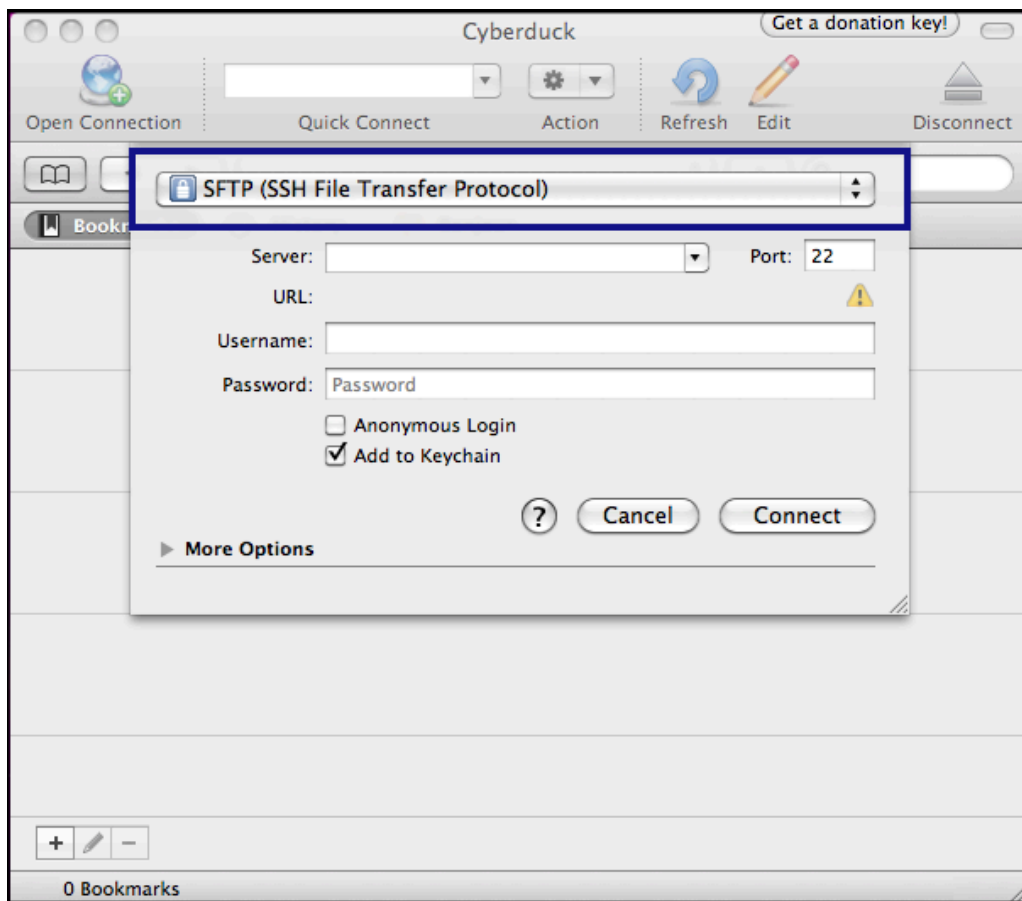 Cyberduck
Get a donation key!
Open Connection
Quick Connect
Action
Refresh
Edit
Disconnect
SFTP (SSH File Transfer Protocol)
Bookr
Server:
Port: 22
URL:
Username:
Password: Password
Anonymous Login
Add to Keychain
? Cancel Connect
More Options
0 Bookmarks